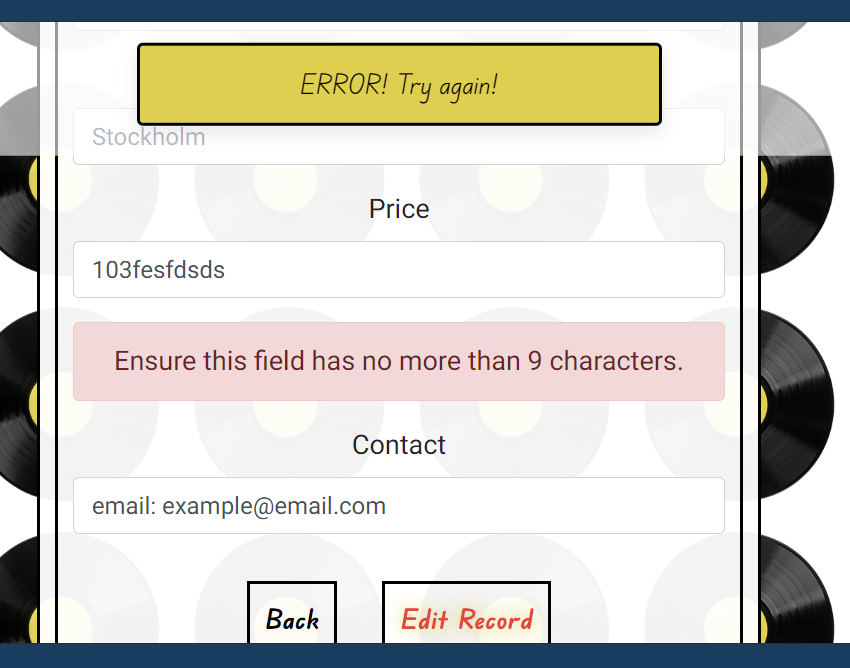 ERROR! Try again!
Stockholm
Price
103fesfdsds
Ensure this field has no more than 9 characters.
Contact
email: example@email.com
Back
Edit Record